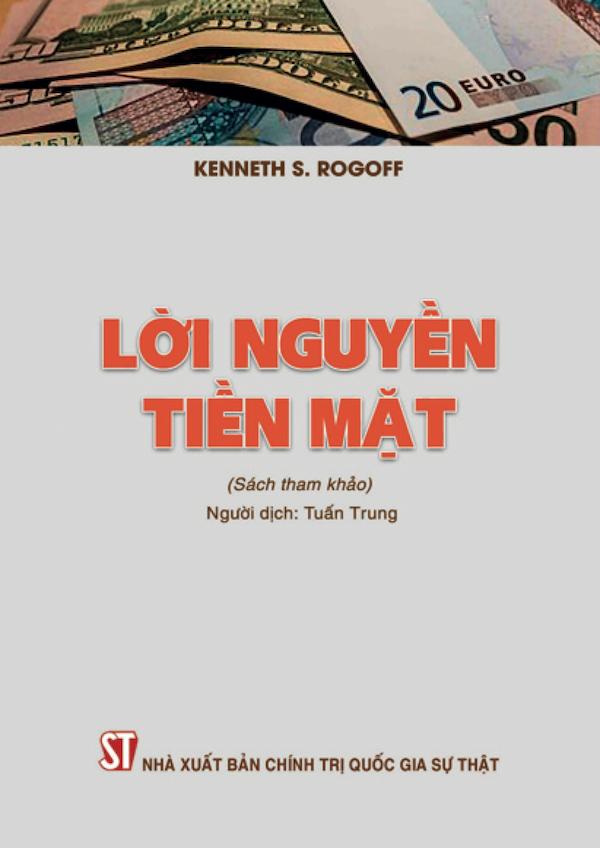 20 EURO
50
KENNETH S. ROGOFF
LỜI NGUYỀN
TIỀN MẶT
(Sách tham khảo)
Người dịch: Tuấn Trung
ST NHÀ XUẤT BẢN CHÍNH TRỊ QUỐC GIA SỰ THẬT